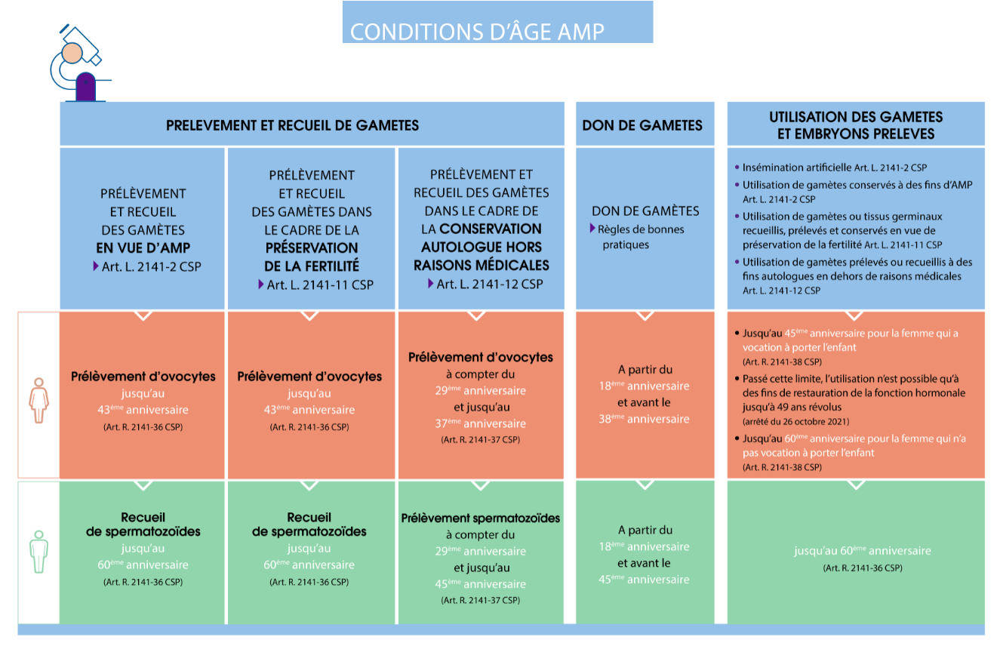 CONDITIONS D’ÂGE AMP
PRELEVEMENT ET RECUEIL DE GAMETES
DON DE GAMETES
UTILISATION DES GAMETES
ET EMBRYONS PRELEVES
PRÉLÈVEMENT
ET RECUEIL
DES GAMÈTES
EN VUE D’AMP
Art. L. 2141-2 CSP
PRÉLÈVEMENT
ET RECUEIL
DES GAMÈTES DANS
LE CADRE DE LA
PRÉSERVATION
DE LA FERTILITÉ
Art. L. 2141-11 CSP
PRÉLÈVEMENT ET
RECUEIL DES GAMÈTES
DANS LE CADRE DE
LA CONSERVATION
AUTOLOGUE HORS
RAISONS MÉDICALES
Art. L. 2141-12 CSP
DON DE GAMÈTES
Règles de bonnes
pratiques
• Insémination artificielle Art. L. 2141-2 CSP
• Utilisation de gamètes conservés à des fins d’AMP
Art. L. 2141-2 CSP
• Utilisation de gamètes ou tissus germinaux
recueillis, prélevés et conservés en vue de
préservation de la fertilité Art. L. 2141-11 CSP
• Utilisation de gamètes prélevés ou recueillis à des
fins autologues en dehors de raisons médicales
Art. L. 2141-12 CSP
Prélèvement d’ovocytes
jusqu’au
43ème anniversaire
(Art. R. 2141-36 CSP)
Prélèvement d’ovocytes
jusqu’au
43ème anniversaire
(Art. R. 2141-36 CSP)
Prélèvement d’ovocytes
à compter du
29ème anniversaire
et jusqu’au
37ème anniversaire
(Art. R. 2141-37 CSP)
A partir du
18ème anniversaire
et avant le
38ème anniversaire
• Jusqu’au 45ème anniversaire pour la femme qui a
vocation à porter l’enfant
(Art. R. 2141-38 CSP)
• Passé cette limite, l’utilisation n’est possible qu’à
des fins de restauration de la fonction hormonale
jusqu’à 49 ans révolus
(arrêté du 26 octobre 2021)
• Jusqu’au 60ème anniversaire pour la femme qui n’a
pas vocation à porter l’enfant
(Art. R. 2141-38 CSP)
Recueil
de spermatozoïdes
jusqu’au
60ème anniversaire
(Art. R. 2141-36 CSP)
Recueil
de spermatozoïdes
jusqu’au
60ème anniversaire
(Art. R. 2141-36 CSP)
Prélèvement spermatozoïdes
à compter du
29ème anniversaire
et jusqu’au
45ème anniversaire
(Art. R. 2141-37 CSP)
A partir du
18ème anniversaire
et avant le
45ème anniversaire
jusqu’au 60ème anniversaire
(Art. R. 2141-36 CSP)